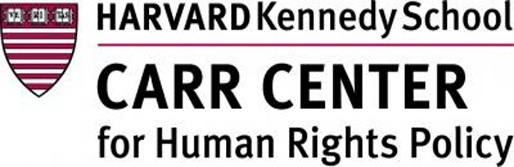 HARVARD Kennedy School
CARR CENTER
for Human Rights Policy